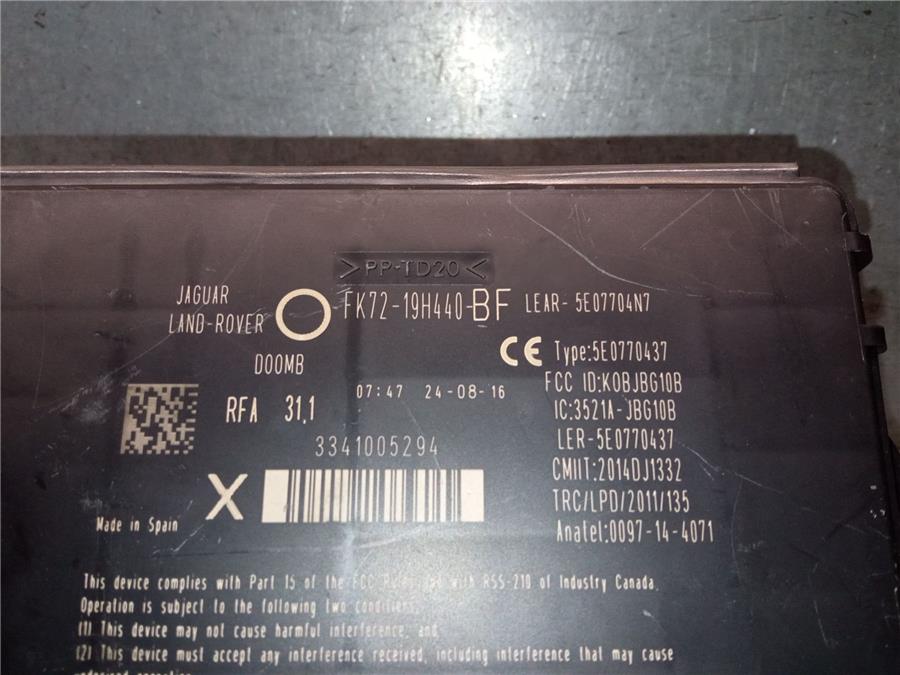 >PP-TD20<
JAGUAR
LAND-ROVER
FK72-19H440-BF
LEAR- 5E07704N7
D00MB
CE
Type:5E0770437
FCC ID:KOBJBG10B
IC:3521A-JBG10B
LER-5E0770437
CMIIT:2014DJ1332
TRC/LPD/2011/135
Anatel:0097-14-4071
RFA 31,1
07:47 24-08-16
3341005294
X
Made in Spain
This device complies with Part 15 of the FCC and with RSS-210 of Industry Canada.
Operation is subject to the following two conditions:
(1) This device may not cause harmful interference, and
(2) This device must accept any interference received, including interference that may cause